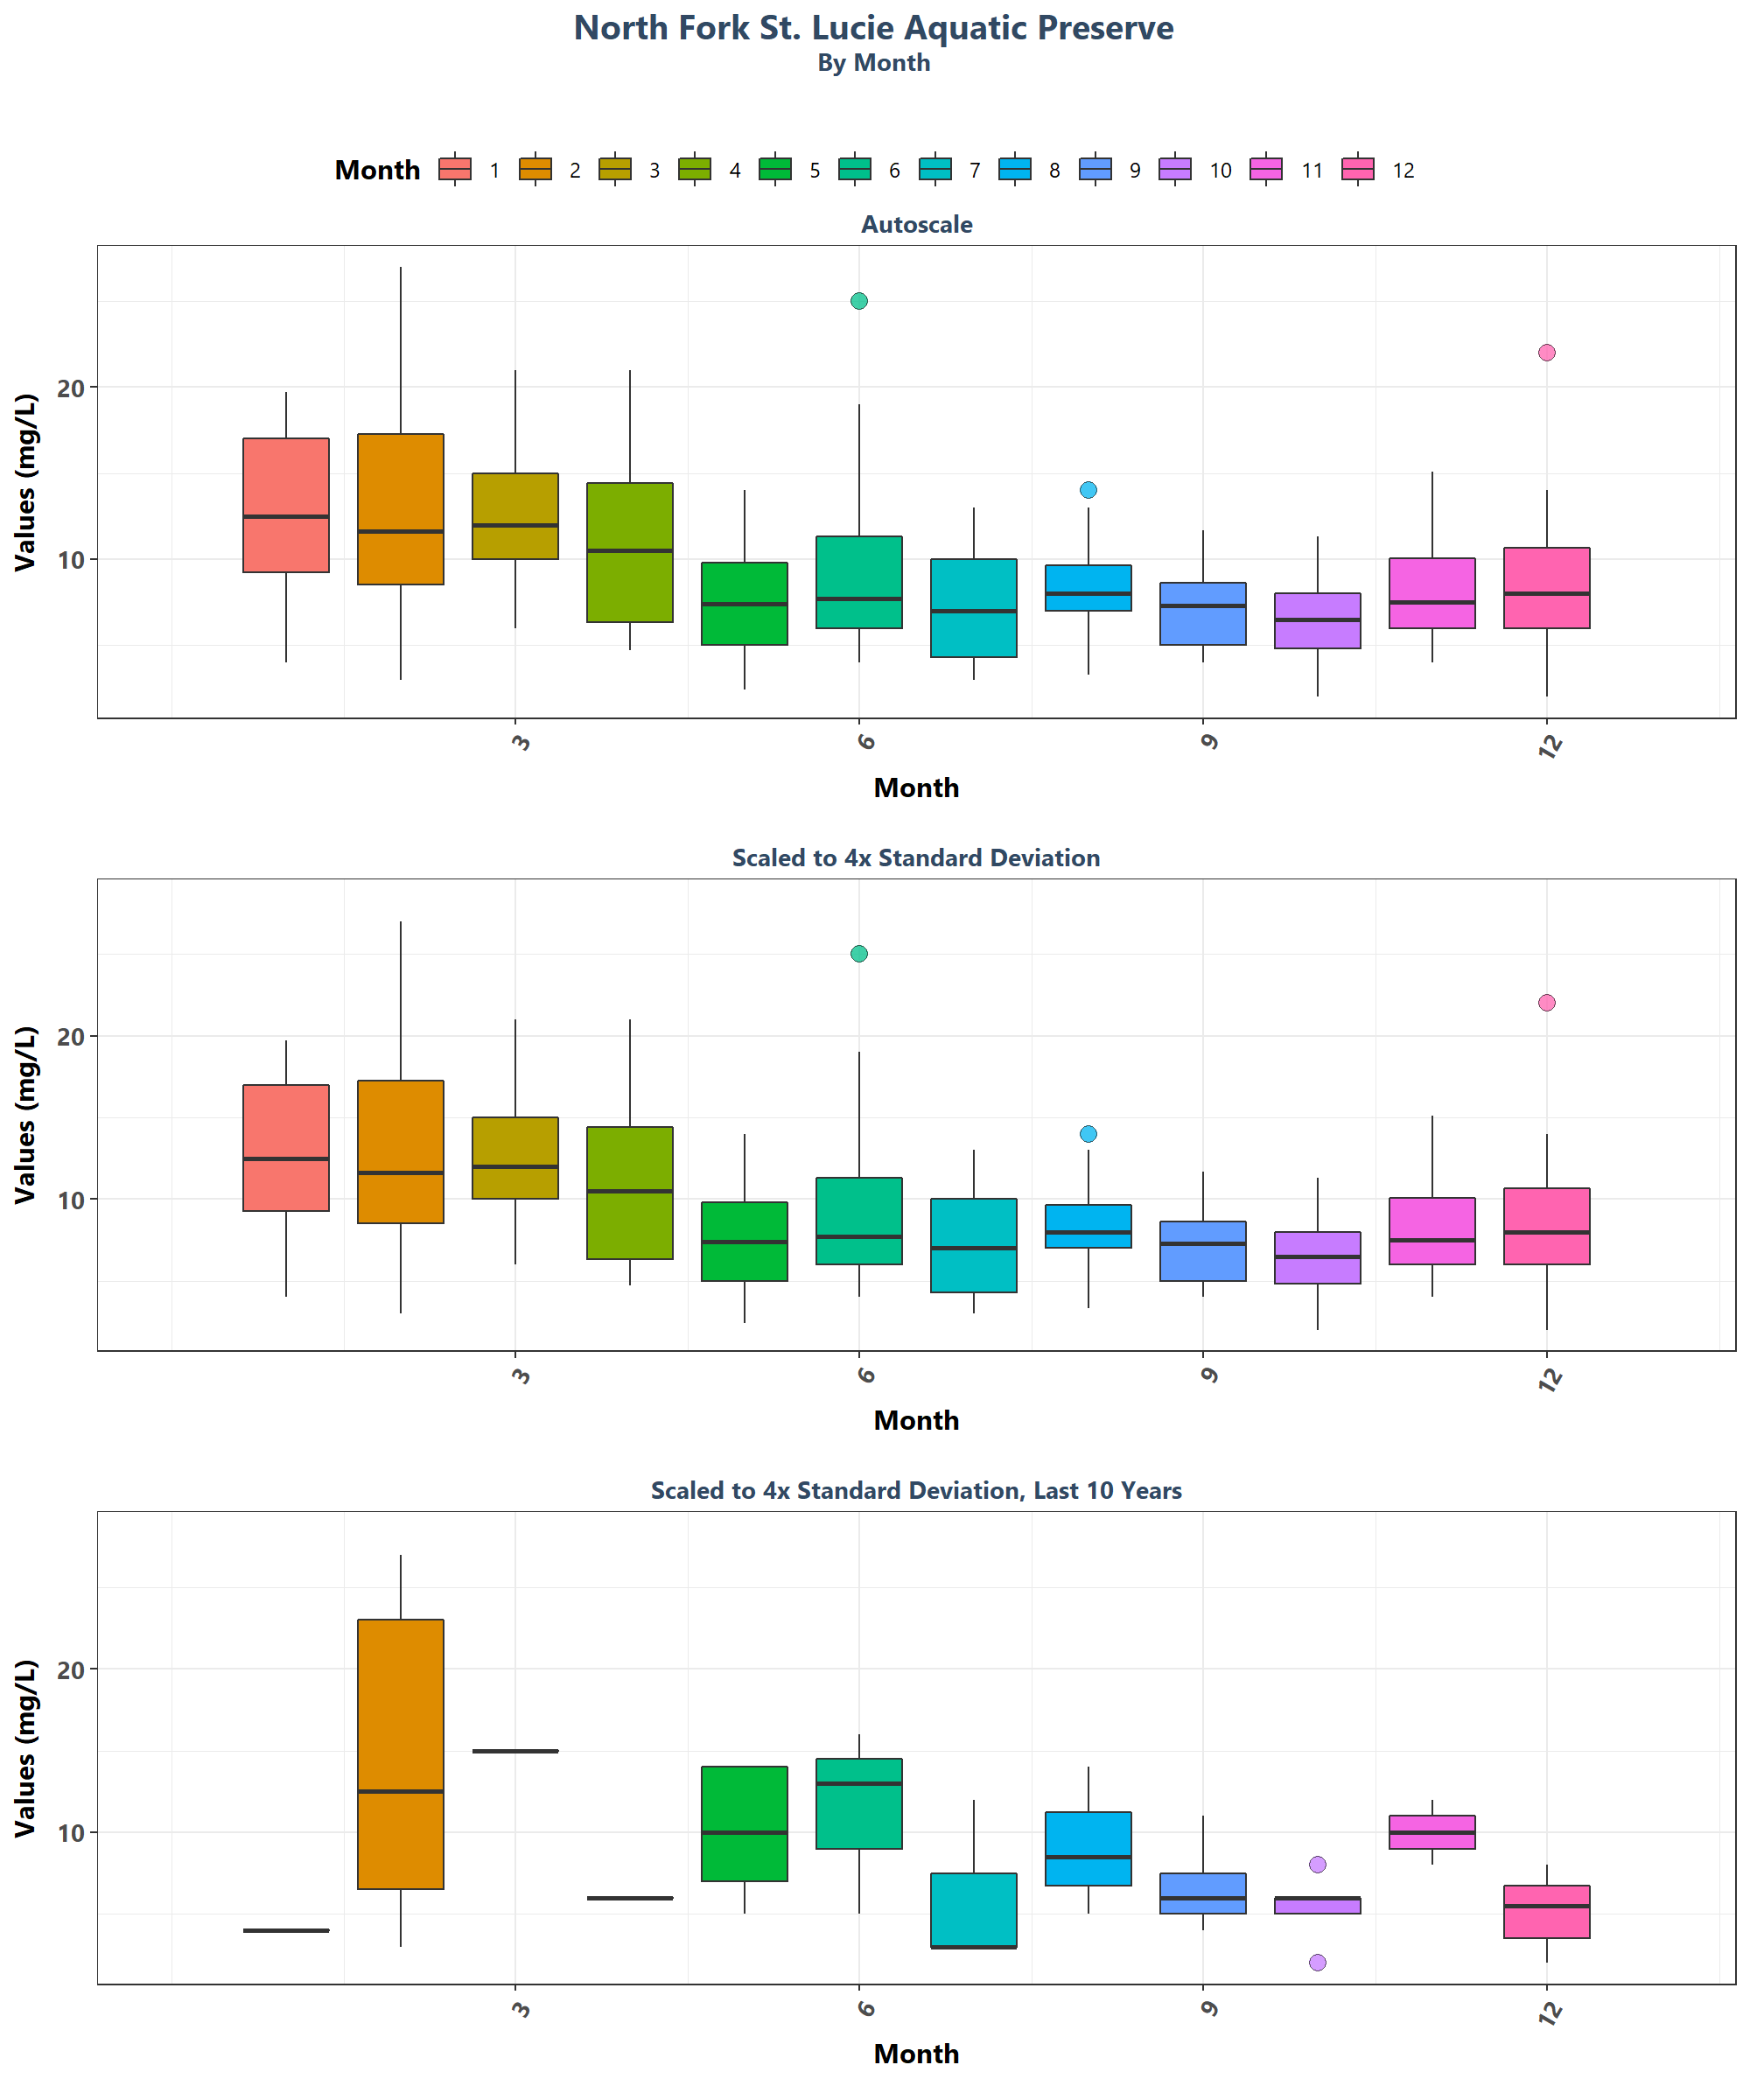 North Fork St. Lucie Aquatic Preserve
By Month
Month 1 2 3 4 5 6 7 8 9 10 11 12
Autoscale
Values (mg/L)
20
10
3 6 9 12
Month
Scaled to 4x Standard Deviation
Values (mg/L)
20
10
3 6 9 12
Month
Scaled to 4x Standard Deviation, Last 10 Years
Values (mg/L)
20
10
3 6 9 12
Month